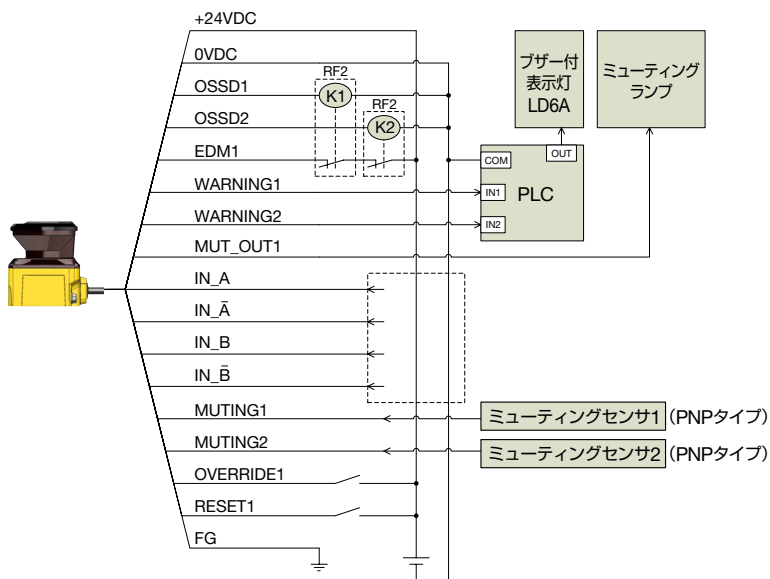 +24VDC
0VDC
OSSD1
OSSD2
EDM1
WARNING1
WARNING2
MUT_OUT1
IN_A
IN_Ā
IN_B
IN_B̄
MUTING1
MUTING2
OVERRIDE1
RESET1
FG
RF2
K1
RF2
K2
ブザー付
表示灯
LD6A
ミューティング
ランプ
COM
OUT
IN1
PLC
IN2
ミューティングセンサ1 (PNPタイプ)
ミューティングセンサ2 (PNPタイプ)